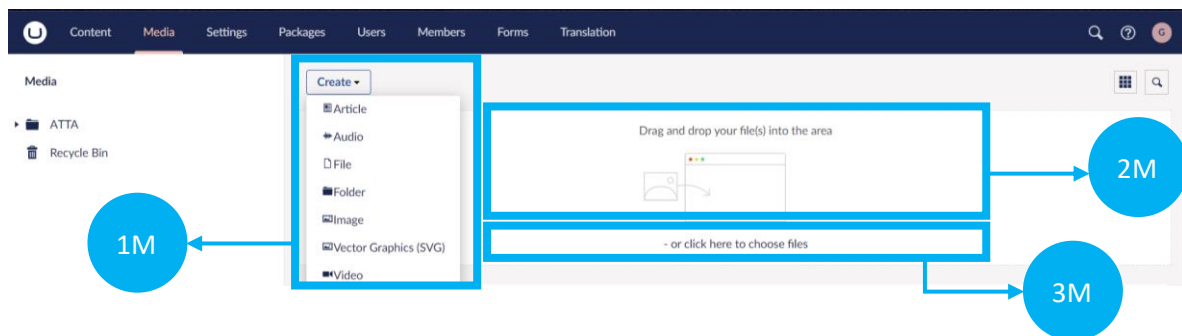 Content Media Settings Packages Users Members Forms Translation G
Media
ATTA
Recycle Bin
Create
Article
Audio
File
Folder
Image
Vector Graphics (SVG)
Video
Drag and drop your file(s) into the area
- or click here to choose files
1M
2M
3M